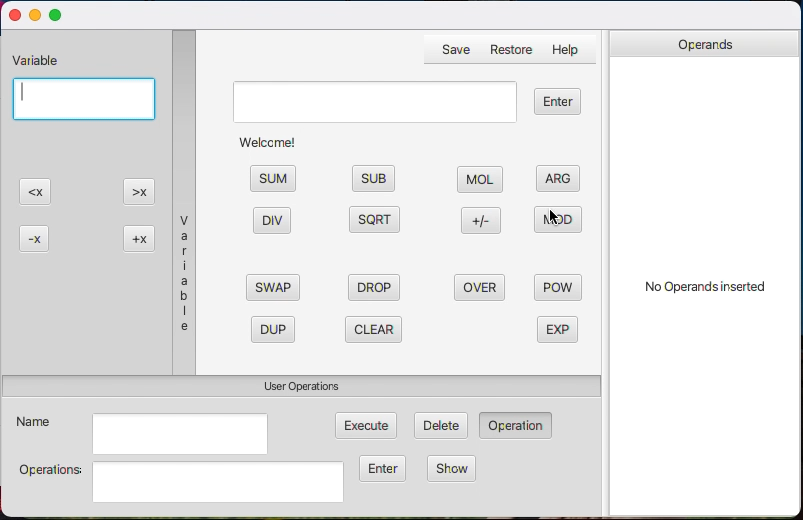 Save Restore Help
Operands
Variable
Enter
Welccme!
SUM SUB MOL ARG
<x >x
DIV SQRT +/- MOD
-x +x
Variable
SWAP DROP OVER POW
No Operands inserted
DUP CLEAR EXP
User Operations
Name
Execute Delete Operation
Operations:
Enter Show